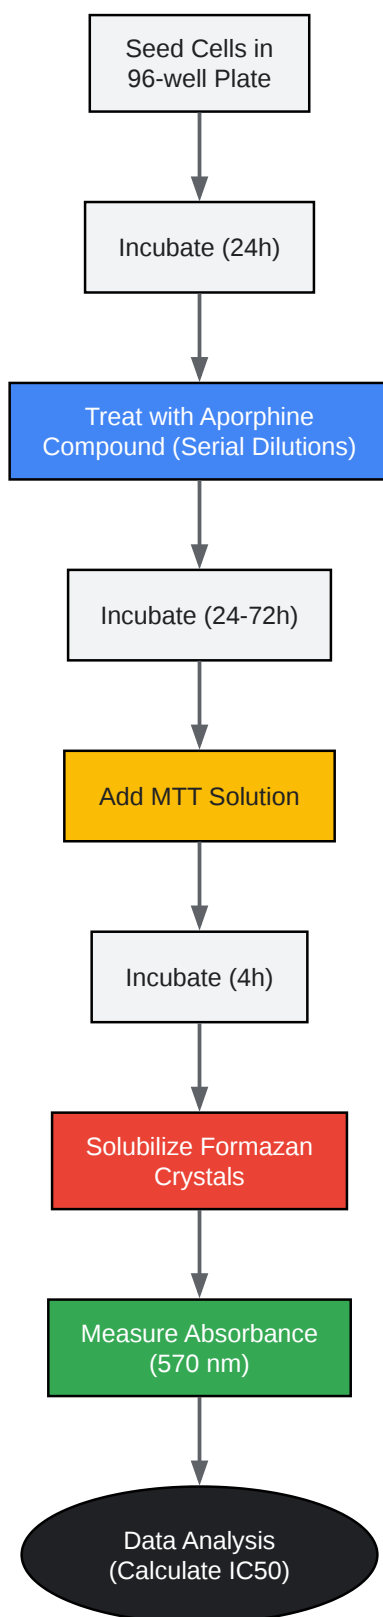 Seed Cells in
96-well Plate
Incubate (24h)
Treat with Aporphine
Compound (Serial Dilutions)
Incubate (24-72h)
Add MTT Solution
Incubate (4h)
Solubilize Formazan
Crystals
Measure Absorbance
(570 nm)
Data Analysis
(Calculate IC50)